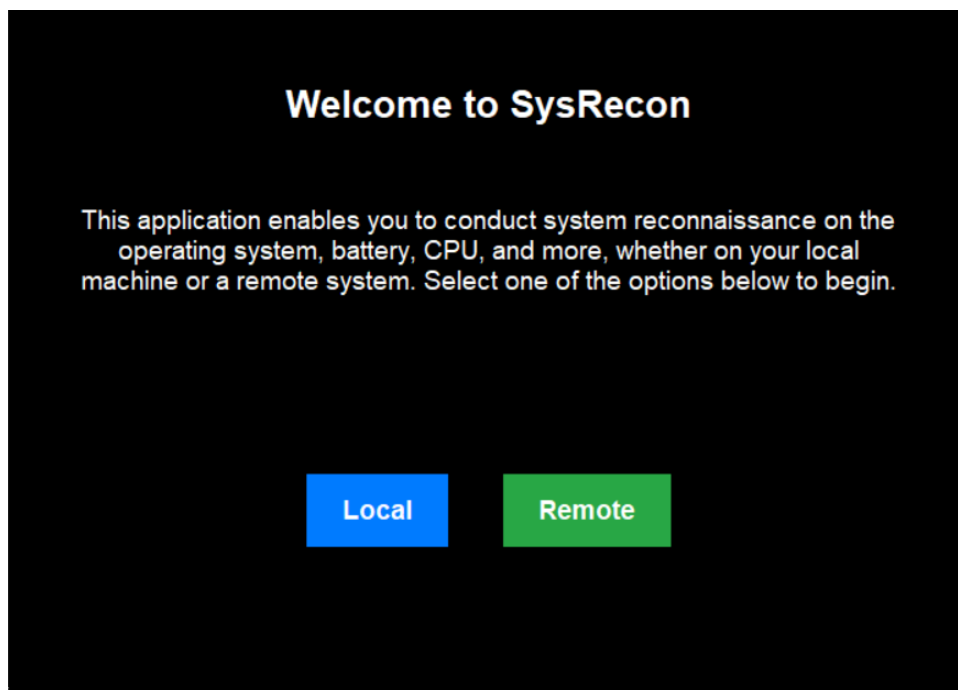 Welcome to SysRecon
This application enables you to conduct system reconnaissance on the
operating system, battery, CPU, and more, whether on your local
machine or a remote system. Select one of the options below to begin.
Local Remote